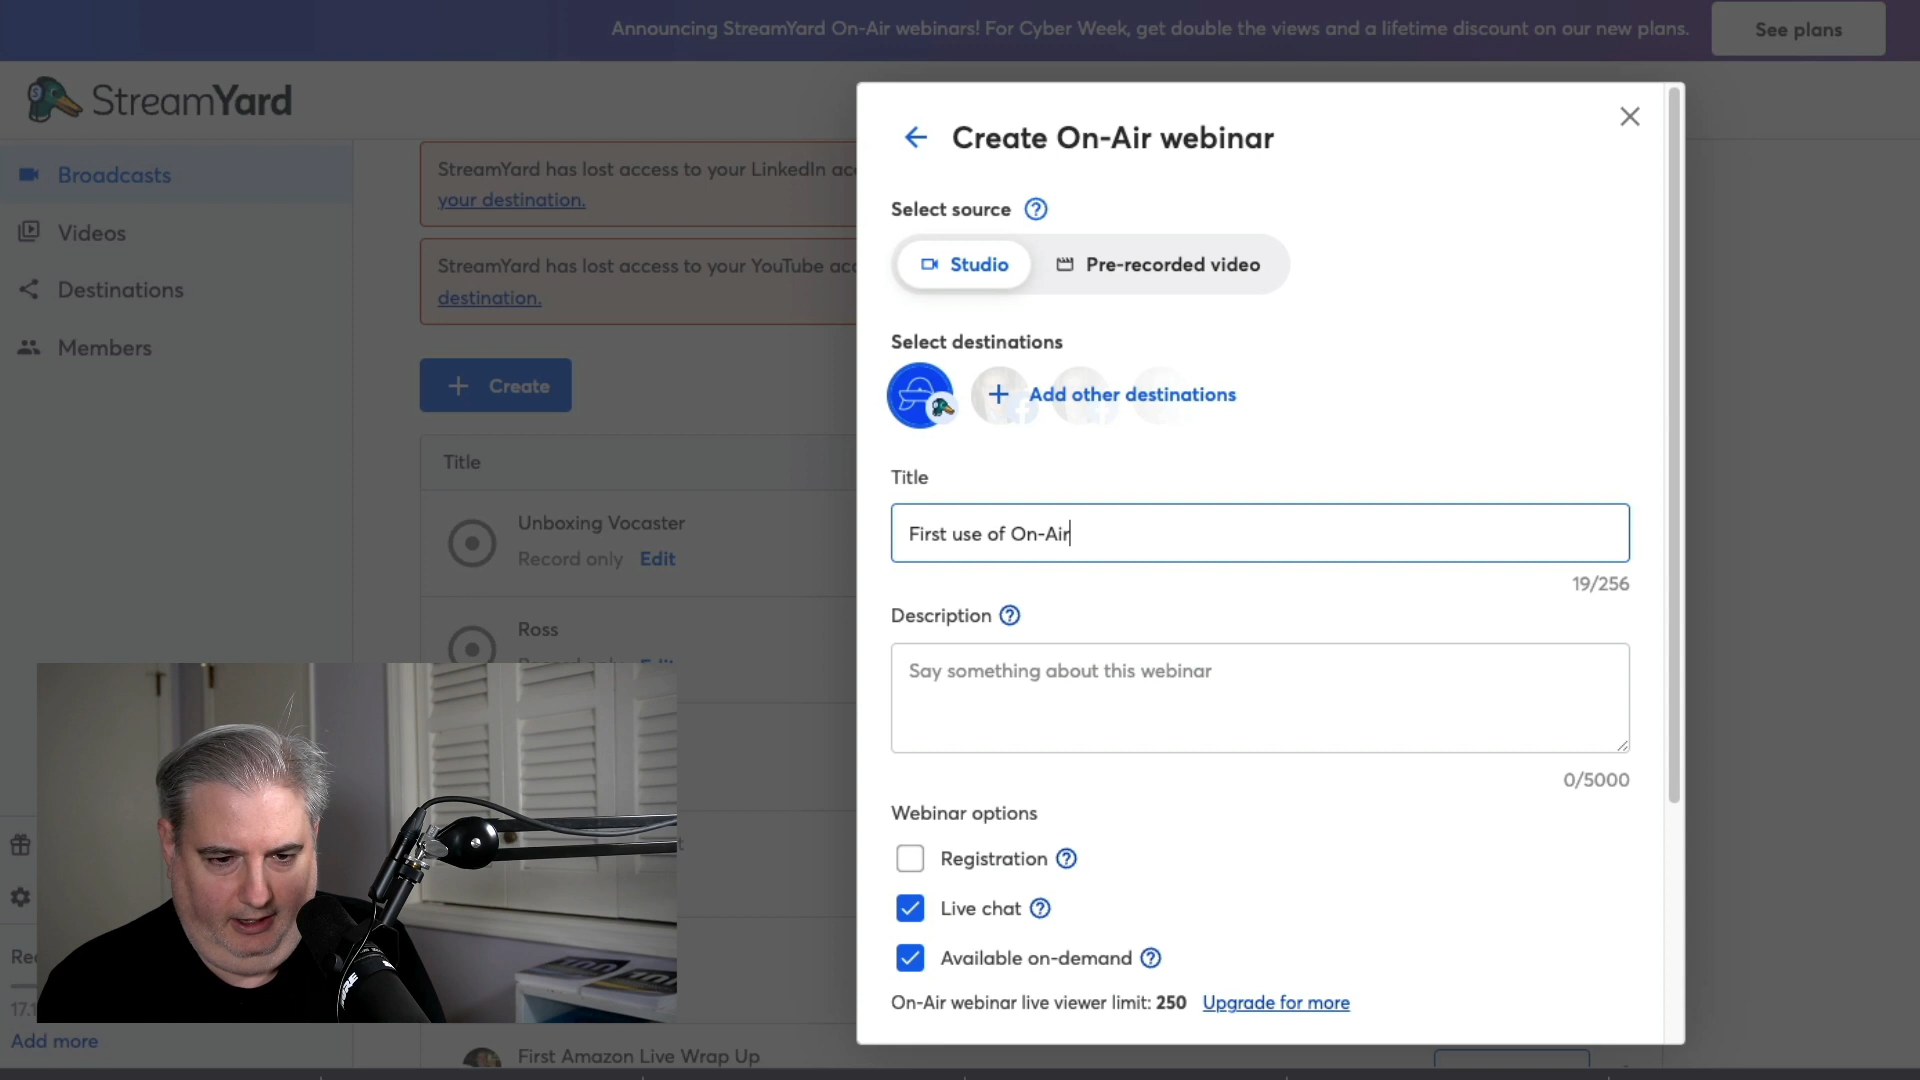 Announcing StreamYard On-Air webinars! For Cyber Week, get double the views and a lifetime discount on our new plans.
See plans
StreamYard
Broadcasts
Videos
Destinations
Members
StreamYard has lost access to your LinkedIn
your destination.
StreamYard has lost access to your YouTube
destination.
Create
Title
Unboxing Vocaster
Record only Edit
Ross
17.1
Add more
First Amazon Live Wrap Up
Create On-Air webinar
Select source
Studio
Pre-recorded video
Select destinations
Add other destinations
Title
First use of On-Air
19/256
Description
Say something about this webinar
0/5000
Webinar options
Registration
Live chat
Available on-demand
On-Air webinar live viewer limit: 250 Upgrade for more